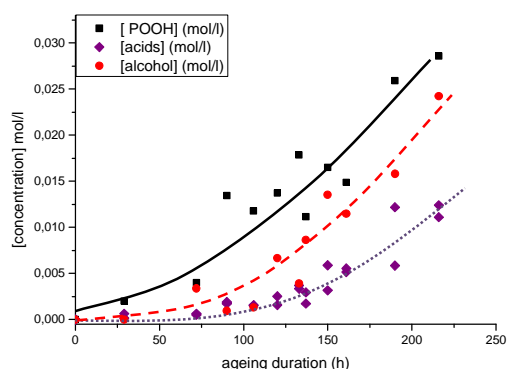 [ POOH] (mol/l)
[acids] (mol/l)
[alcohol] (mol/l)
0,030
0,025
0,020
0,015
0,010
0,005
0,000
[concentration] mol/l
0 50 100 150 200 250
ageing duration (h)